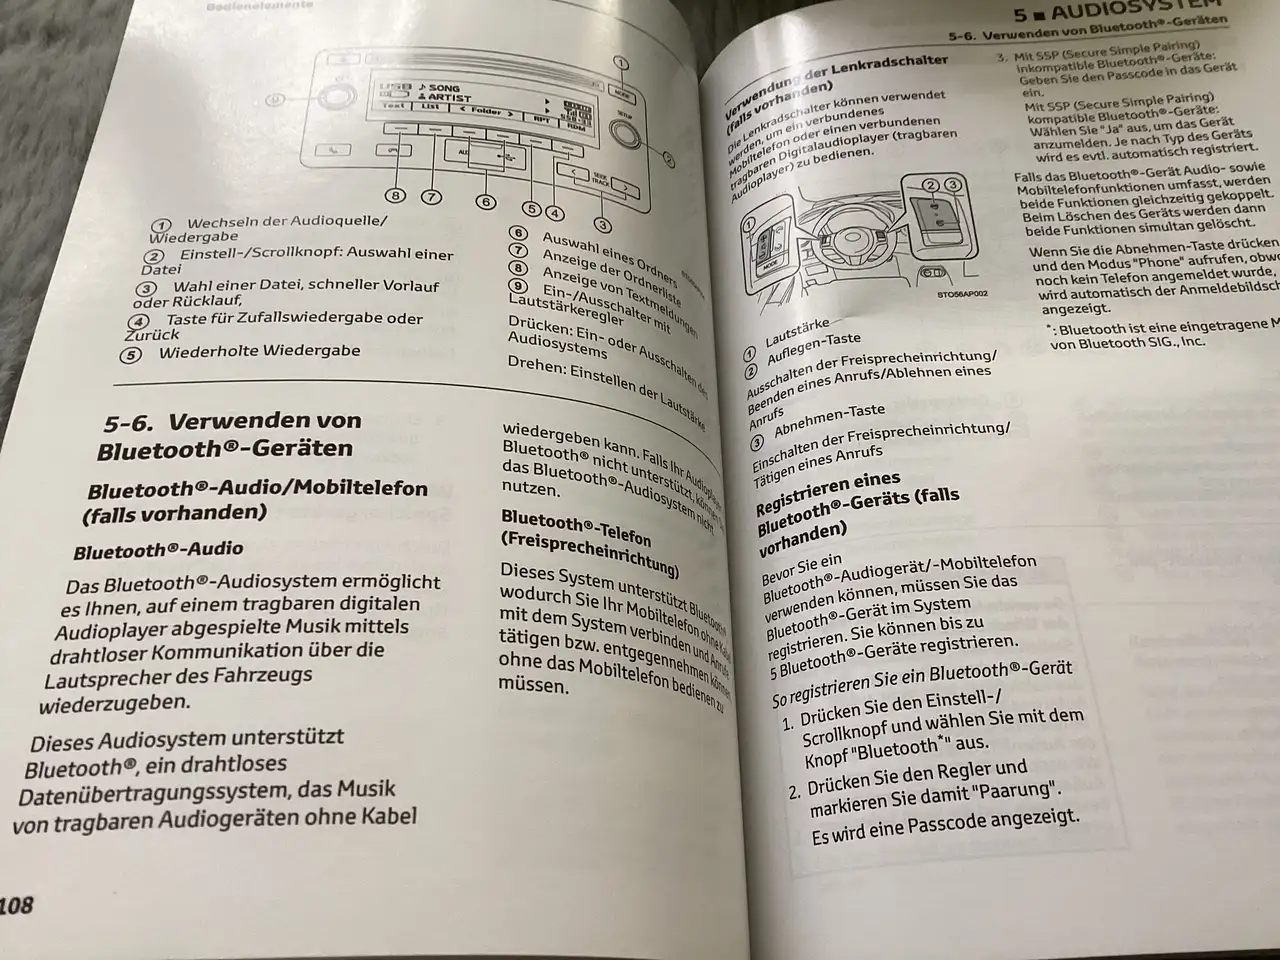 Bedienelemente
USB ♪ SONG
ARTIST
Text List < Folder > RPT RDM
MODE
SETUP
AU
SEEK
TRACK
< >
① ② ③ ④ ⑤ ⑥ ⑦ ⑧ ⑨
① Wechseln der Audioquelle/
Wiedergabe
② Einstell-/Scrollknopf: Auswahl einer
Datei
③ Wahl einer Datei, schneller Vorlauf
oder Rücklauf,
④ Taste für Zufallswiedergabe oder
Zurück
⑤ Wiederholte Wiedergabe
⑥ Auswahl eines Ordners
⑦ Anzeige der Ordnerliste
⑧ Anzeige von Textmeldungen
⑨ Ein-/Ausschalter mit
Lautstärkeregler
Drücken: Ein- oder Ausschalten des
Audiosystems
Drehen: Einstellen der Lautstärke
5-6. Verwenden von
Bluetooth®-Geräten
Bluetooth®-Audio/Mobiltelefon
(falls vorhanden)
Bluetooth®-Audio
Das Bluetooth®-Audiosystem ermöglicht
es Ihnen, auf einem tragbaren digitalen
Audioplayer abgespielte Musik mittels
drahtloser Kommunikation über die
Lautsprecher des Fahrzeugs
wiederzugeben.
Dieses Audiosystem unterstützt
Bluetooth®, ein drahtloses
Datenübertragungssystem, das Musik
von tragbaren Audiogeräten ohne Kabel
wiedergeben kann. Falls Ihr Audioplayer
Bluetooth® nicht unterstützt, können
das Bluetooth®-Audiosystem nicht
nutzen.
Bluetooth®-Telefon
(Freisprecheinrichtung)
Dieses System unterstützt Bluetooth®
wodurch Sie Ihr Mobiltelefon ohne Kabel
mit dem System verbinden und Anrufe
tätigen bzw. entgegennehmen können
ohne das Mobiltelefon bedienen zu
müssen.
108
5 ■ AUDIOSYSTEM
5-6. Verwenden von Bluetooth®-Geräten
Verwendung der Lenkradschalter
(falls vorhanden)
Die Lenkradschalter können verwendet
werden, um ein verbundenes
Mobiltelefon oder einen verbundenen
tragbaren Digitalaudioplayer (tragbaren
Audioplayer) zu bedienen.
① ② ③
MODE
STO56AP002
① Lautstärke
② Auflegen-Taste
Ausschalten der Freisprecheinrichtung/
Beenden eines Anrufs/Ablehnen eines
Anrufs
③ Abnehmen-Taste
Einschalten der Freisprecheinrichtung/
Tätigen eines Anrufs
Registrieren eines
Bluetooth®-Geräts (falls
vorhanden)
Bevor Sie ein
Bluetooth®-Audiogerät/-Mobiltelefon
verwenden können, müssen Sie das
Bluetooth®-Gerät im System
registrieren. Sie können bis zu
5 Bluetooth®-Geräte registrieren.
So registrieren Sie ein Bluetooth®-Gerät
1. Drücken Sie den Einstell-/
Scrollknopf und wählen Sie mit dem
Knopf "Bluetooth*" aus.
2. Drücken Sie den Regler und
markieren Sie damit "Paarung".
Es wird eine Passcode angezeigt.
3. Mit SSP (Secure Simple Pairing)
inkompatible Bluetooth®-Geräte:
Geben Sie den Passcode in das Gerät
ein.
Mit SSP (Secure Simple Pairing)
kompatible Bluetooth®-Geräte:
Wählen Sie "Ja" aus, um das Gerät
anzumelden. Je nach Typ des Geräts
wird es evtl. automatisch registriert.
Falls das Bluetooth®-Gerät Audio- sowie
Mobiltelefonfunktionen umfasst, werden
beide Funktionen gleichzeitig gekoppelt.
Beim Löschen des Geräts werden dann
beide Funktionen simultan gelöscht.
Wenn Sie die Abnehmen-Taste drücken
und den Modus "Phone" aufrufen, obwo
noch kein Telefon angemeldet wurde,
wird automatisch der Anmeldebildsch
angezeigt.
*: Bluetooth ist eine eingetragene M
von Bluetooth SIG., Inc.